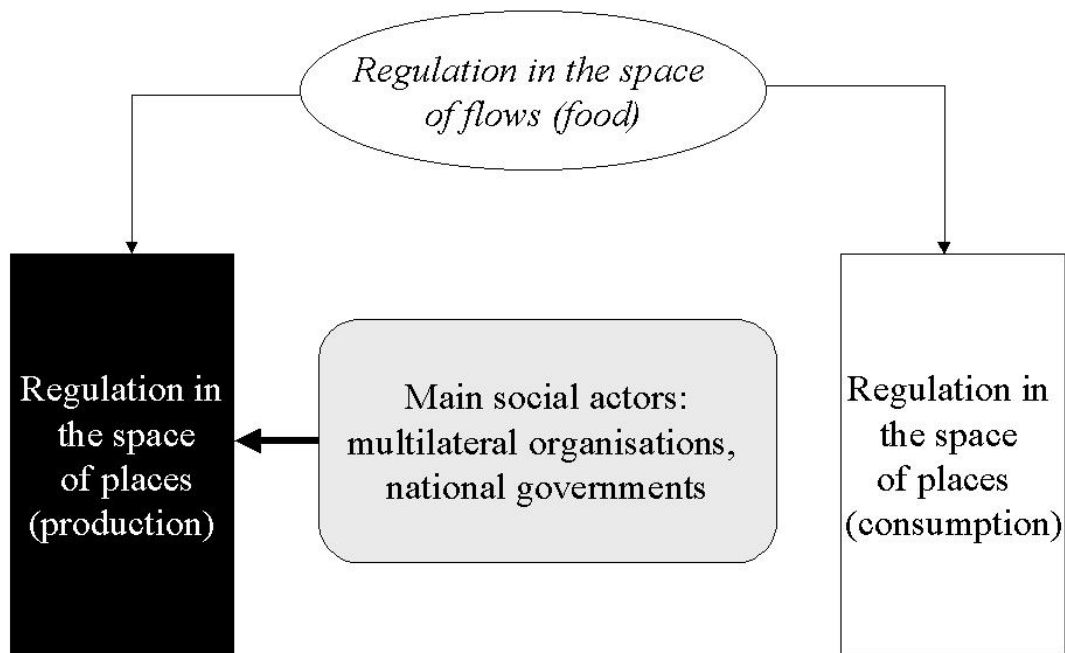 Regulation in the space
of flows (food)
Regulation in
the space
of places
(production)
Main social actors:
multilateral organisations,
national governments
Regulation in
the space
of places
(consumption)